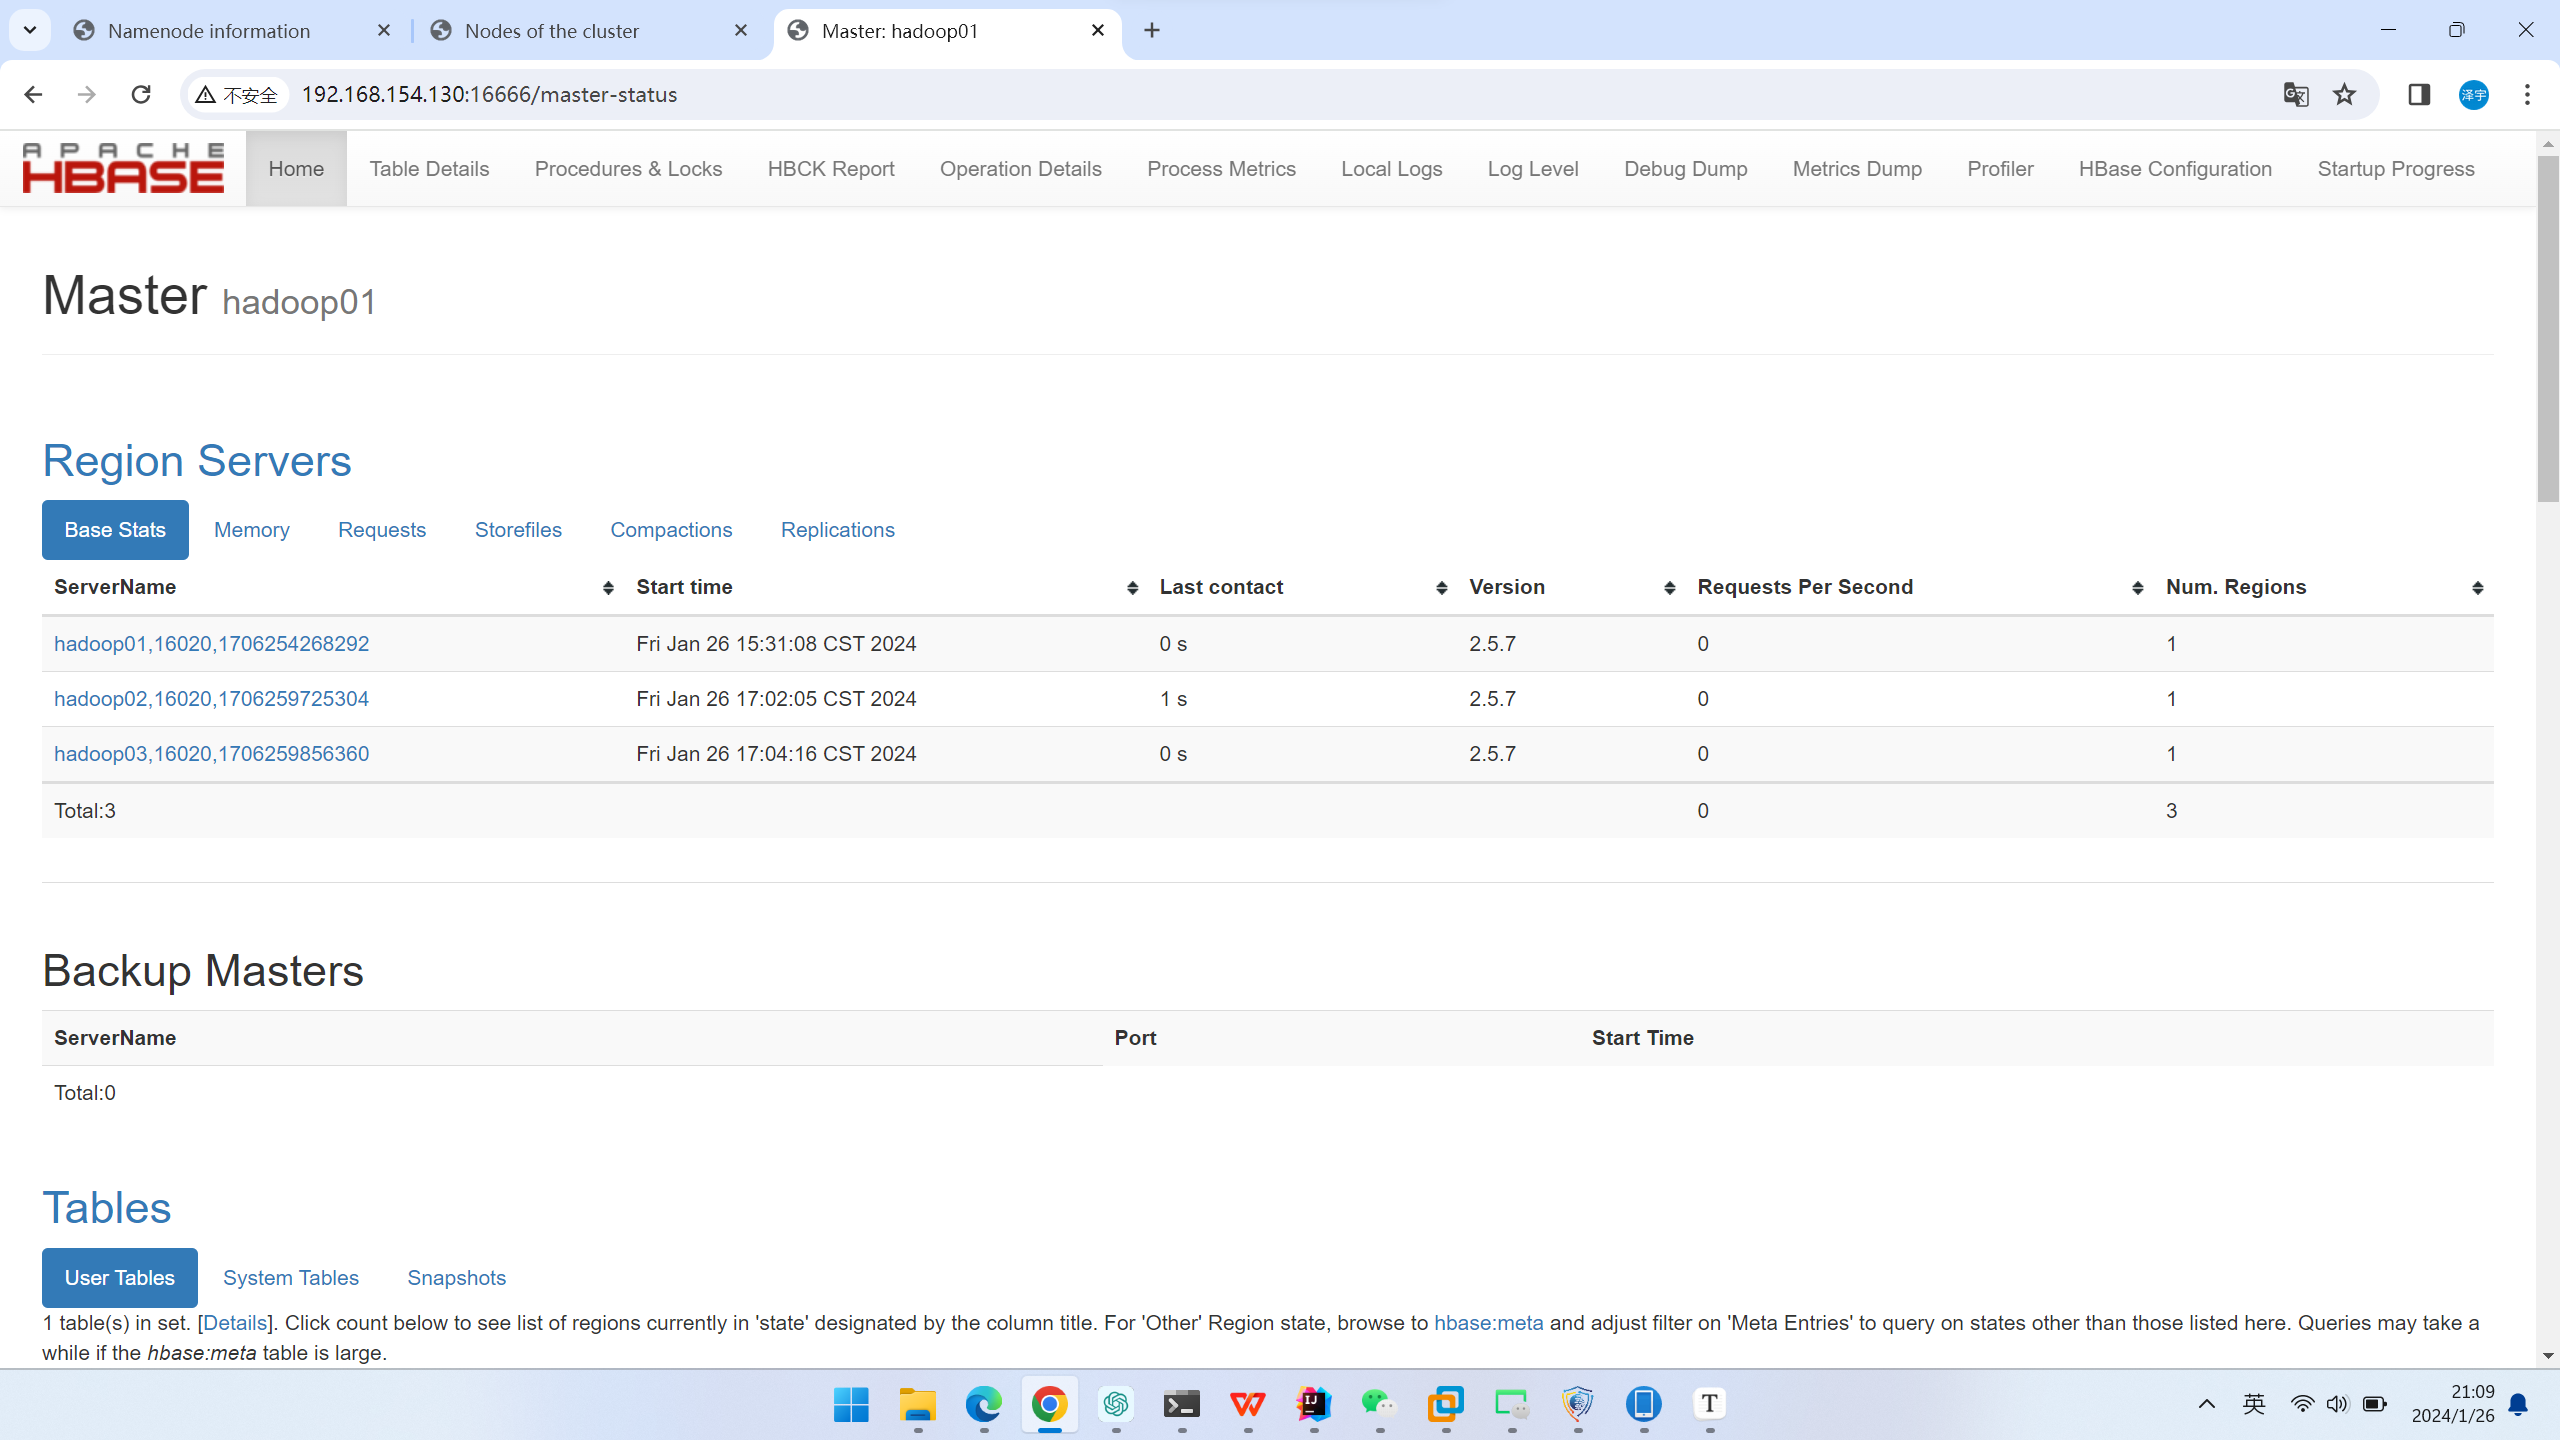 Namenode information
Nodes of the cluster
Master: hadoop01
不安全
192.168.154.130:16666/master-status
泽宇
APACHE
HBASE
Home Table Details Procedures & Locks HBCK Report Operation Details Process Metrics Local Logs Log Level Debug Dump Metrics Dump Profiler HBase Configuration Startup Progress
Master hadoop01
Region Servers
Base Stats Memory Requests Storefiles Compactions Replications
ServerName Start time Last contact Version Requests Per Second Num. Regions
hadoop01,16020,1706254268292 Fri Jan 26 15:31:08 CST 2024 0 s 2.5.7 0 1
hadoop02,16020,1706259725304 Fri Jan 26 17:02:05 CST 2024 1 s 2.5.7 0 1
hadoop03,16020,1706259856360 Fri Jan 26 17:04:16 CST 2024 0 s 2.5.7 0 1
Total:3 0 3
Backup Masters
ServerName Port Start Time
Total:0
Tables
User Tables System Tables Snapshots
1 table(s) in set. [Details]. Click count below to see list of regions currently in 'state' designated by the column title. For 'Other' Region state, browse to hbase:meta and adjust filter on 'Meta Entries' to query on states other than those listed here. Queries may take a
while if the hbase:meta table is large.
英
21:09
2024/1/26